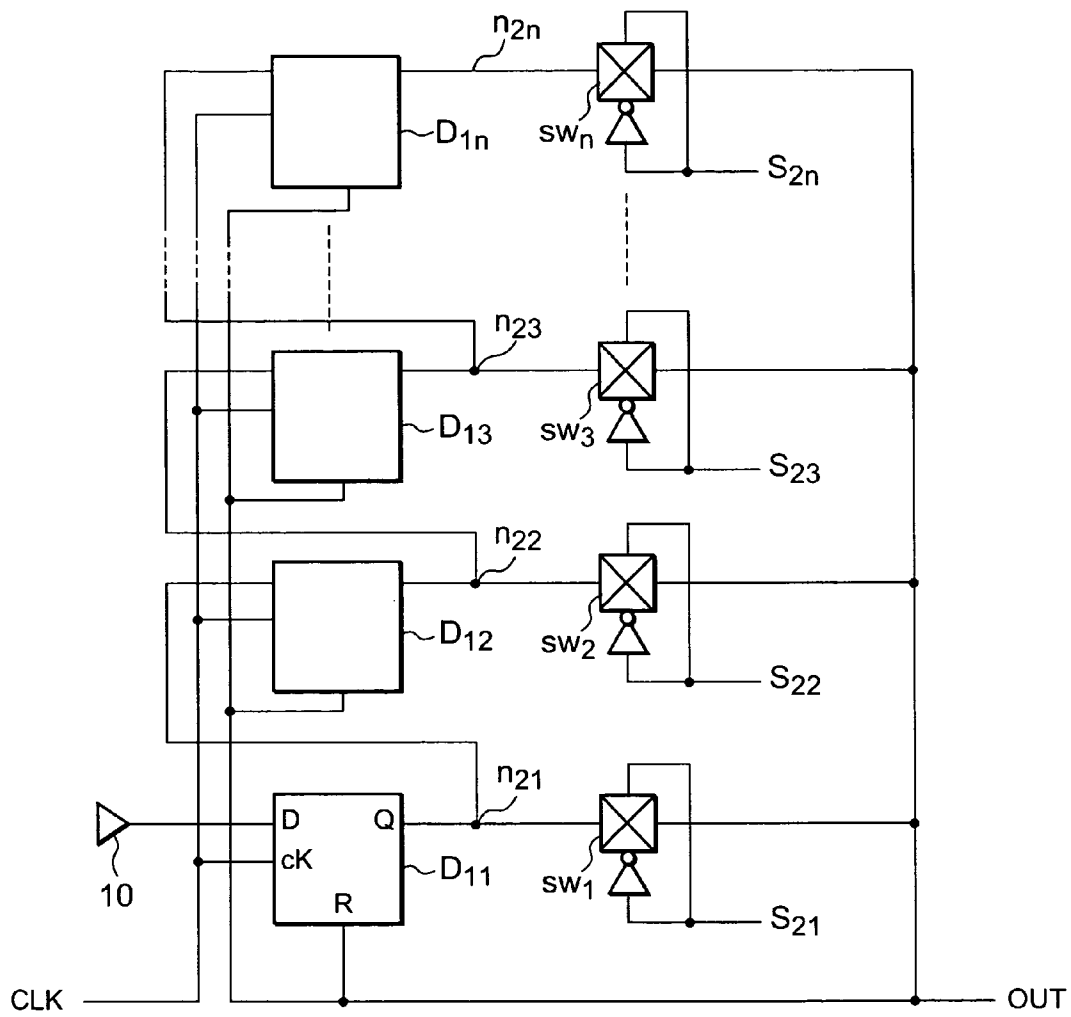 n2n
D1n
swn
S2n
n23
D13
sw3
S23
n22
D12
sw2
S22
n21
D Q
cK
R
D11
10
sw1
S21
CLK
OUT